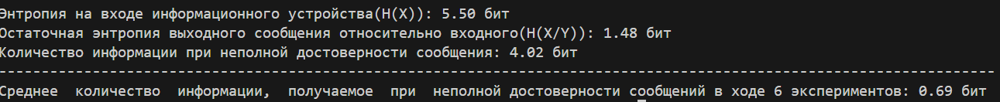 Энтропия на входе информационного устройства(H(X)): 5.50 бит
Остаточная энтропия выходного сообщения относительно входного(H(X/Y)): 1.48 бит
Количество информации при неполной достоверности сообщения: 4.02 бит
----------------------------------------------------------------------------------------------------------------------
Среднее  количество  информации,  получаемое  при  неполной достоверности сообщений в ходе 6 экспериментов: 0.69 бит